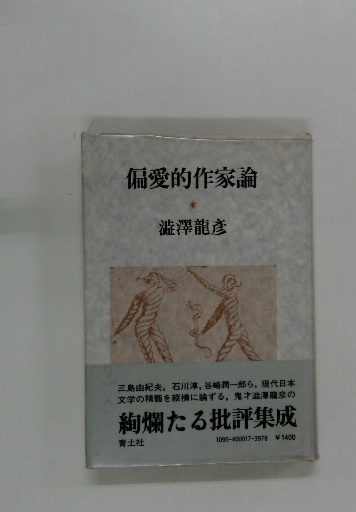 偏愛的作家論
澁澤龍彦
三島由紀夫，石川淳，谷崎潤一郎ら，現代日本
文学の精髄を縦横に論ずる，鬼才澁澤龍彦の
絢爛たる批評集成
青土社
1095-400017-3978 ￥1400